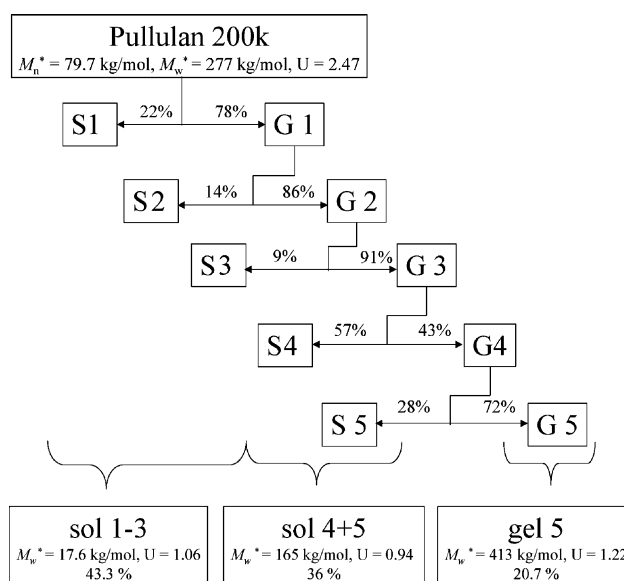 Pullulan 200k
Mn* = 79.7 kg/mol, Mw* = 277 kg/mol, U = 2.47
S1 22% 78% G 1
S2 14% 86% G 2
S3 9% 91% G 3
S4 57% 43% G4
S 5 28% 72% G 5
sol 1-3
Mw* = 17.6 kg/mol, U = 1.06
43.3 %
sol 4+5
Mw* = 165 kg/mol, U = 0.94
36 %
gel 5
Mw* = 413 kg/mol, U = 1.22
20.7 %